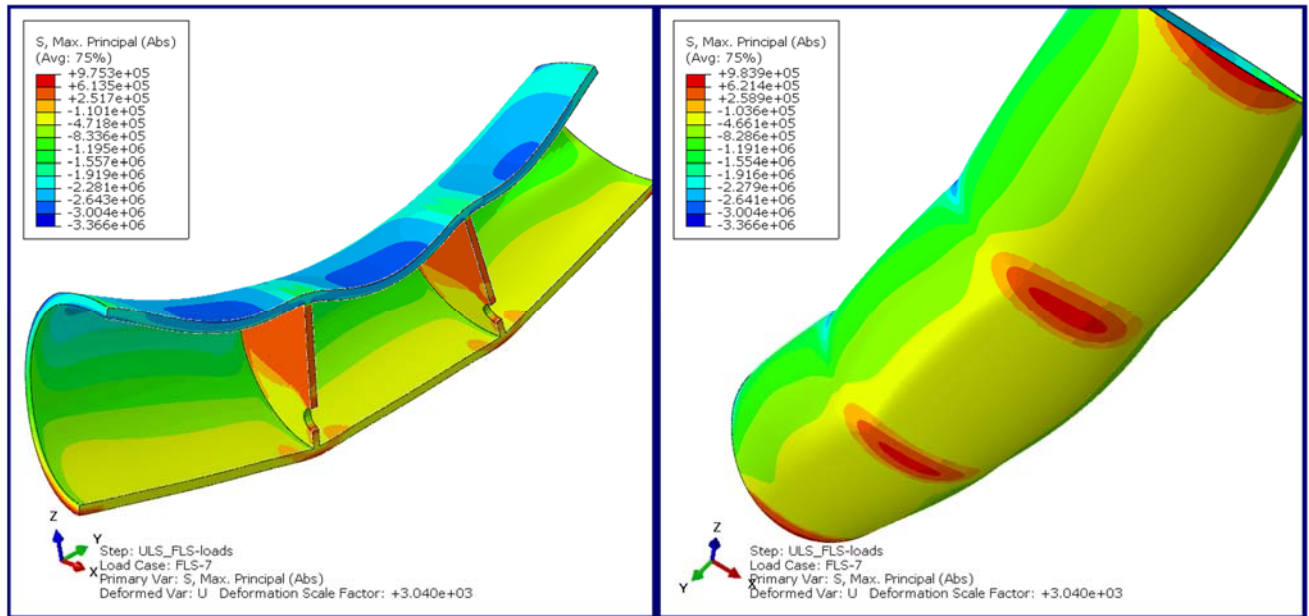 S, Max. Principal (Abs)
(Avg: 75%)
+9.753e+05
+6.135e+05
+2.517e+05
-1.101e+05
-4.718e+05
-8.336e+05
-1.195e+06
-1.557e+06
-1.919e+06
-2.281e+06
-2.643e+06
-3.004e+06
-3.366e+06
Z
Y
X
Step: ULS_FLS-loads
Load Case: FLS-7
Primary Var: S, Max. Principal (Abs)
Deformed Var: U Deformation Scale Factor: +3.040e+03
S, Max. Principal (Abs)
(Avg: 75%)
+9.839e+05
+6.214e+05
+2.589e+05
-1.036e+05
-4.661e+05
-8.286e+05
-1.191e+06
-1.554e+06
-1.916e+06
-2.279e+06
-2.641e+06
-3.004e+06
-3.366e+06
Z
Y
X
Step: ULS_FLS-loads
Load Case: FLS-7
Primary Var: S, Max. Principal (Abs)
Deformed Var: U Deformation Scale Factor: +3.040e+03